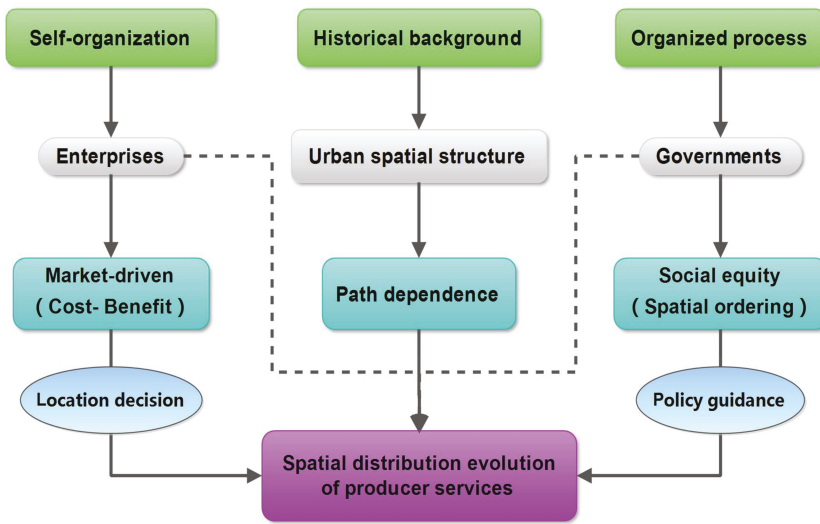 Self-organization
Historical background
Organized process
Enterprises
Urban spatial structure
Governments
Market-driven
( Cost- Benefit )
Path dependence
Social equity
( Spatial ordering )
Location decision
Policy guidance
Spatial distribution evolution
of producer services